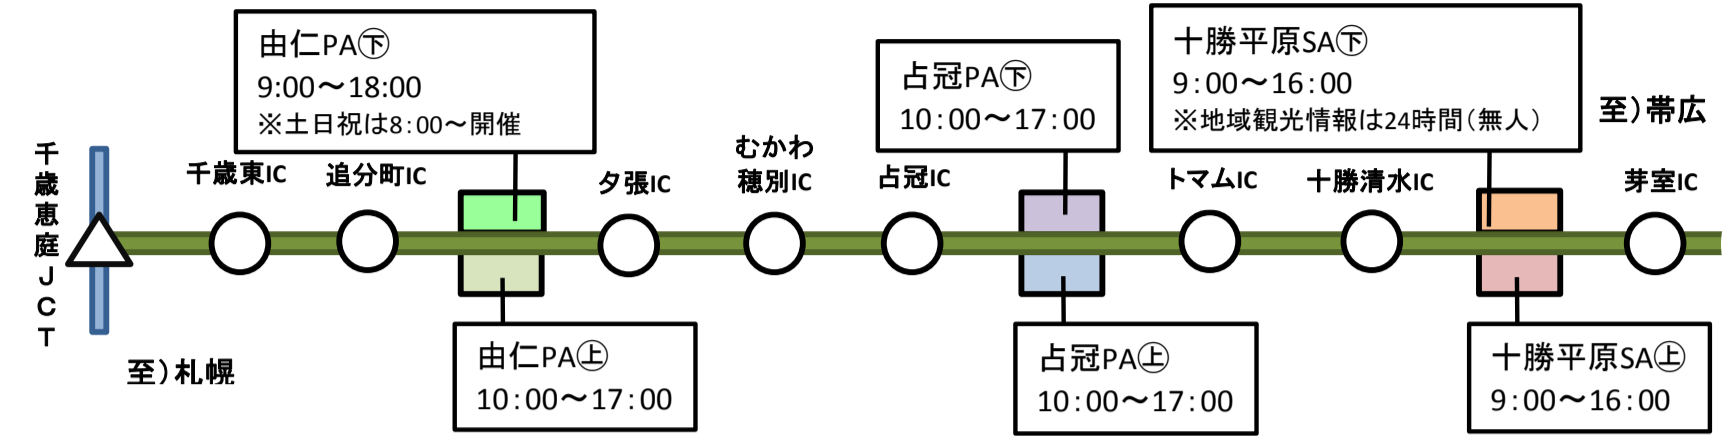 由仁PA㊦
9:00～18:00
※土日祝は8:00～開催
占冠PA㊦
10:00～17:00
十勝平原SA㊦
9:00～16:00
※地域観光情報は24時間(無人)
至)帯広
千歳恵庭JCT
千歳東IC
追分町IC
夕張IC
むかわ
穂別IC
占冠IC
トマムIC
十勝清水IC
芽室IC
至)札幌
由仁PA㊤
10:00～17:00
占冠PA㊤
10:00～17:00
十勝平原SA㊤
9:00～16:00